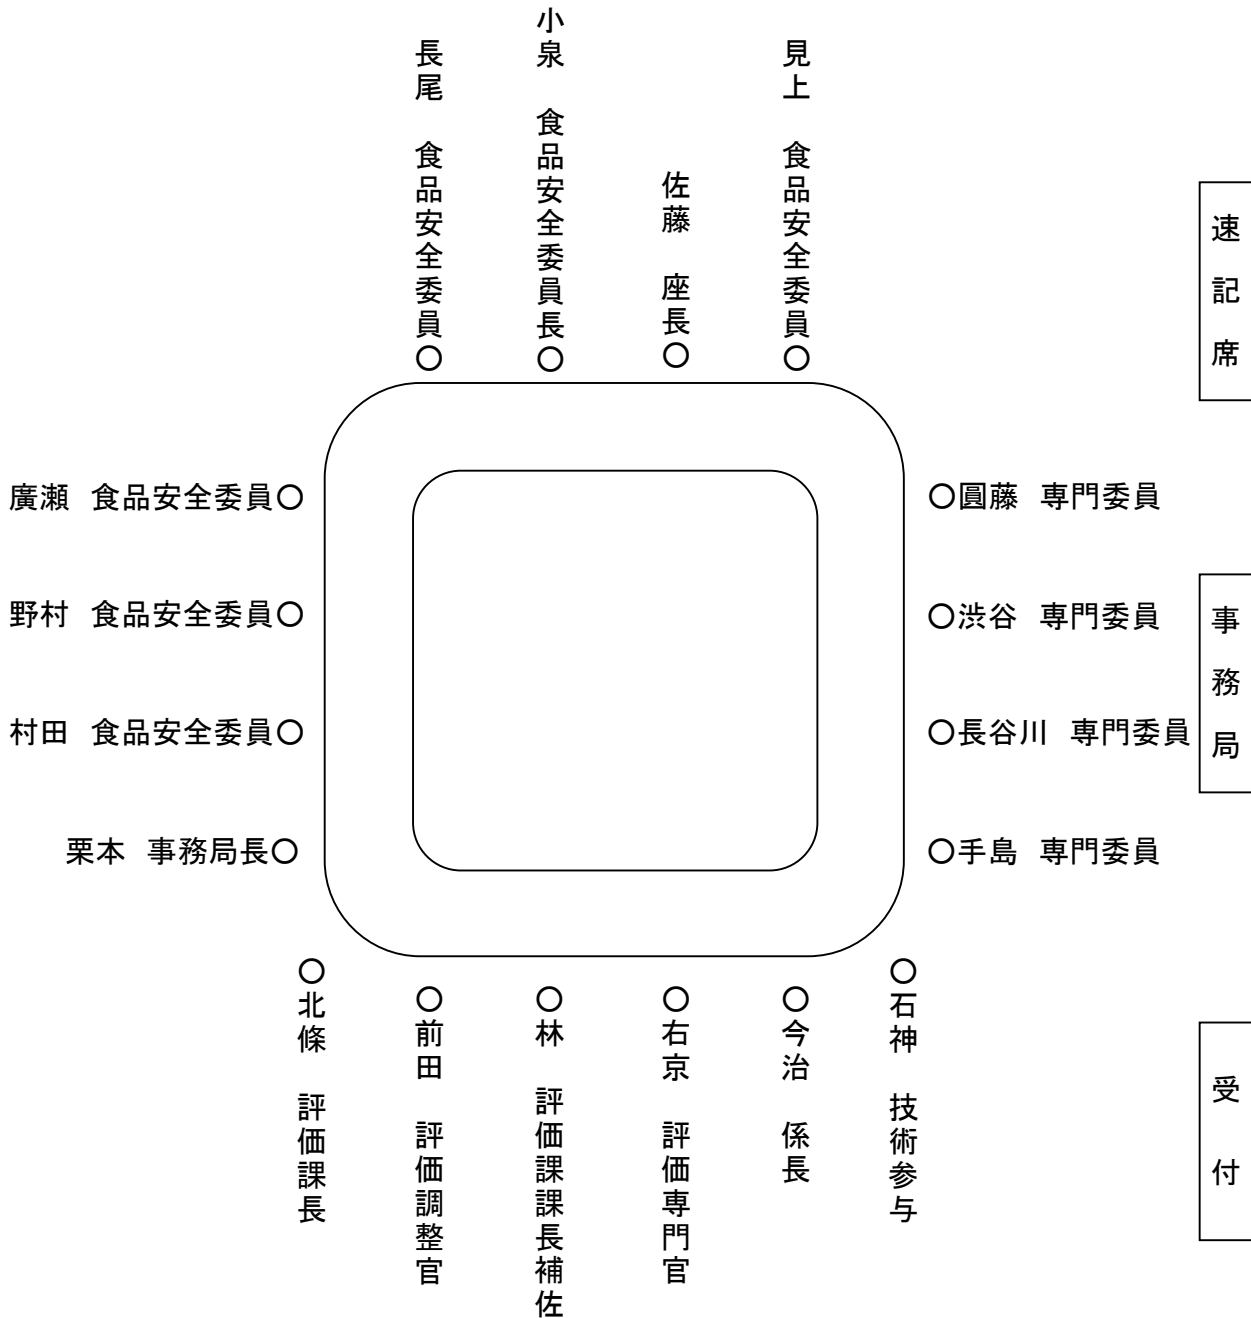 長尾　食品安全委員○
小泉　食品安全委員長○
佐藤　座長○
見上　食品安全委員○
速記席
廣瀬　食品安全委員○
○圓藤　専門委員
野村　食品安全委員○
○渋谷　専門委員
事務局
村田　食品安全委員○
○長谷川　専門委員
栗本　事務局長○
○手島　専門委員
○北條　評価課長
○前田　評価調整官
○林　評価課課長補佐
○右京　評価専門官
○今治　係長
○石神　技術参与
受付